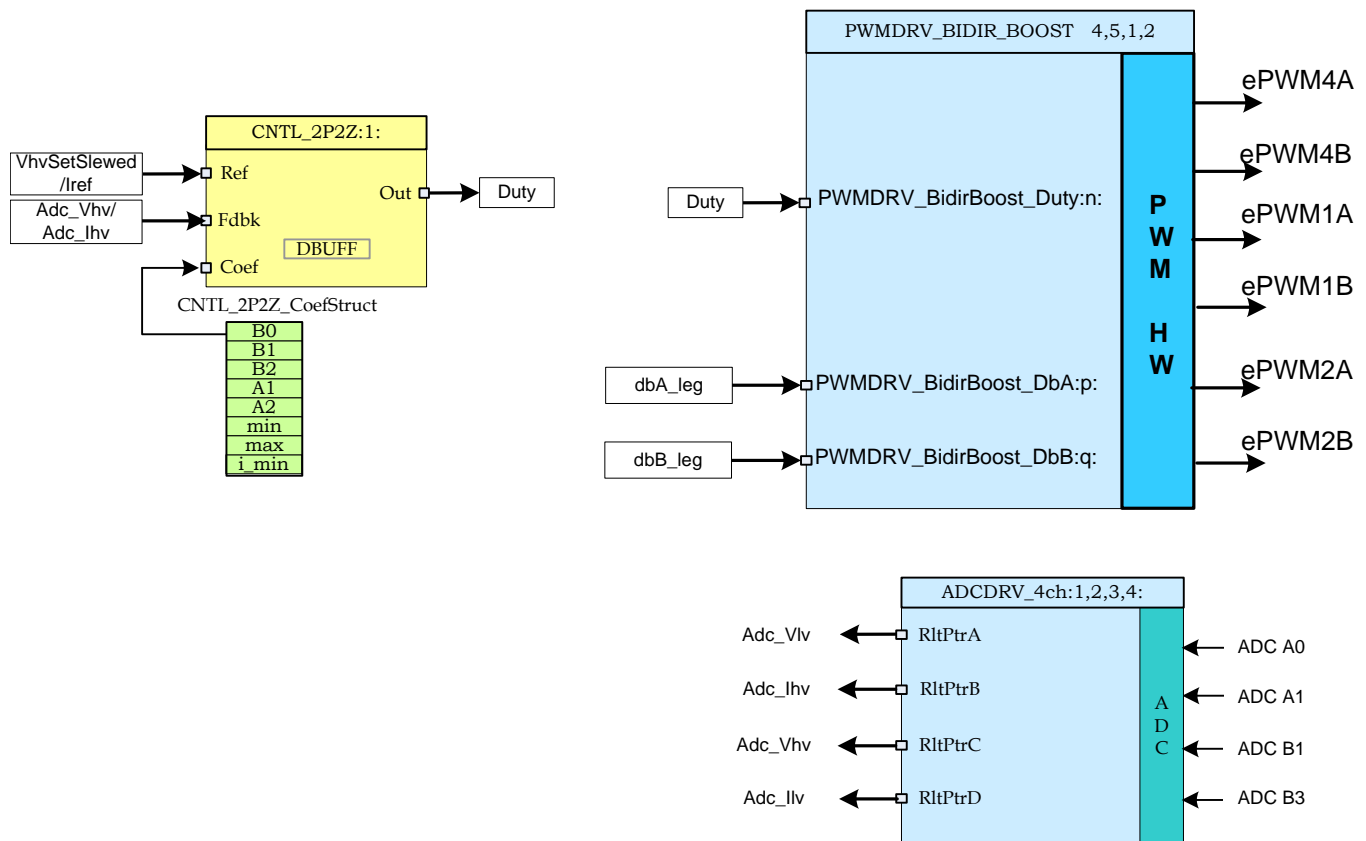 CNTL_2P2Z:1:
VhvSetSlewed
/Iref
Ref
Adc_Vhv/
Adc_Ihv
Fdbk
Out
Duty
DBUFF
Coef
CNTL_2P2Z_CoefStruct
B0
B1
B2
A1
A2
min
max
i_min
PWMDRV_BIDIR_BOOST 4,5,1,2
Duty
PWMDRV_BidirBoost_Duty:n:
dbA_leg
PWMDRV_BidirBoost_DbA:p:
dbB_leg
PWMDRV_BidirBoost_DbB:q:
P
W
M
H
W
ePWM4A
ePWM4B
ePWM1A
ePWM1B
ePWM2A
ePWM2B
ADCDRV_4ch:1,2,3,4:
Adc_Vlv
RltPtrA
Adc_Ihv
RltPtrB
Adc_Vhv
RltPtrC
Adc_Ilv
RltPtrD
A
D
C
ADC A0
ADC A1
ADC B1
ADC B3